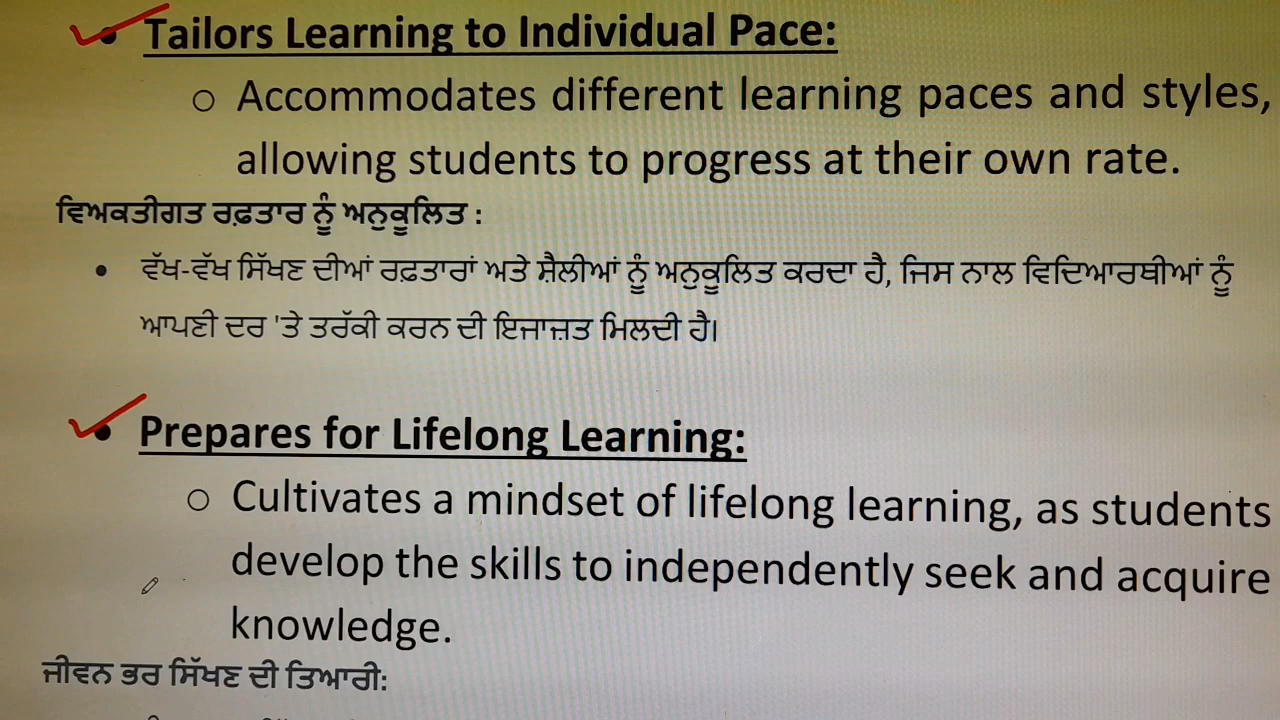 • Tailors Learning to Individual Pace:
o Accommodates different learning paces and styles,
allowing students to progress at their own rate.
ਵਿਅਕਤੀਗਤ ਰਫ਼ਤਾਰ ਨੂੰ ਅਨੁਕੂਲਿਤ :
• ਵੱਖ-ਵੱਖ ਸਿੱਖਣ ਦੀਆਂ ਰਫ਼ਤਾਰਾਂ ਅਤੇ ਸ਼ੈਲੀਆਂ ਨੂੰ ਅਨੁਕੂਲਿਤ ਕਰਦਾ ਹੈ, ਜਿਸ ਨਾਲ ਵਿਦਿਆਰਥੀਆਂ ਨੂੰ
ਆਪਣੀ ਦਰ 'ਤੇ ਤਰੱਕੀ ਕਰਨ ਦੀ ਇਜਾਜ਼ਤ ਮਿਲਦੀ ਹੈ।
• Prepares for Lifelong Learning:
o Cultivates a mindset of lifelong learning, as students
develop the skills to independently seek and acquire
knowledge.
ਜੀਵਨ ਭਰ ਸਿੱਖਣ ਦੀ ਤਿਆਰੀ: